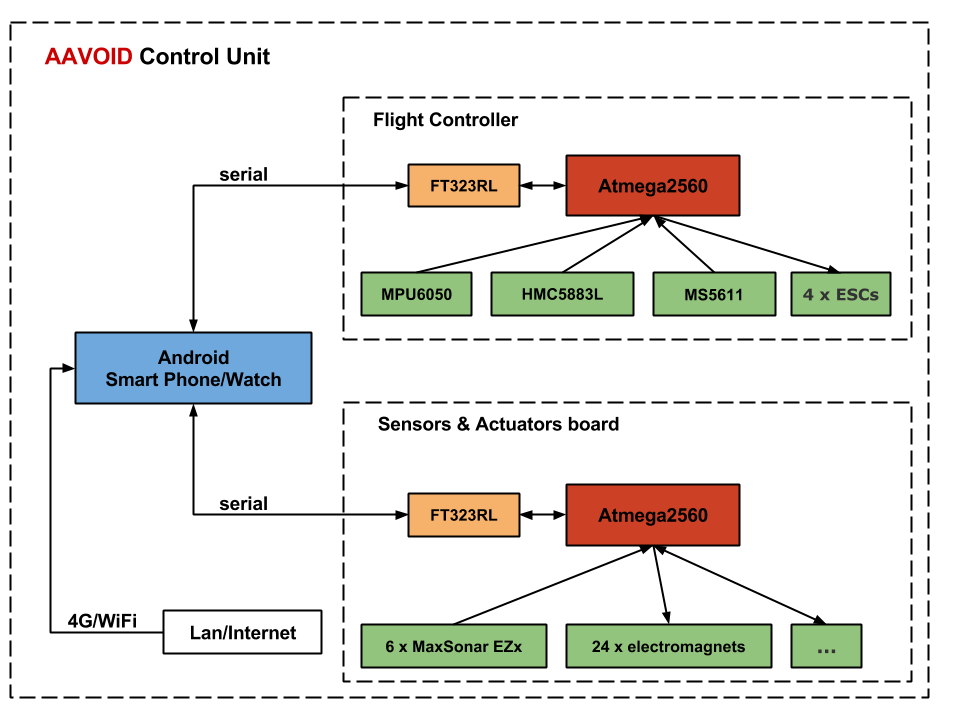 AAVOID Control Unit
Flight Controller
serial
FT323RL
Atmega2560
MPU6050
HMC5883L
MS5611
4 x ESCs
Android
Smart Phone/Watch
Sensors & Actuators board
serial
FT323RL
Atmega2560
4G/WiFi
Lan/Internet
6 x MaxSonar EZx
24 x electromagnets
...